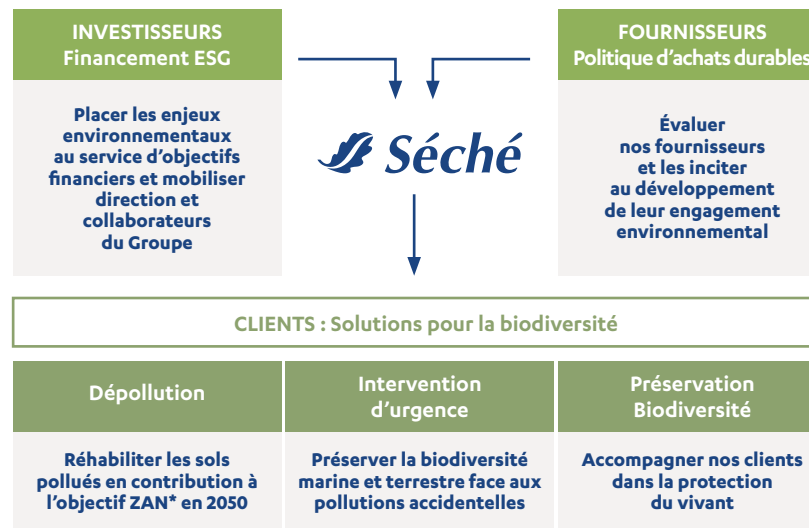 INVESTISSEURS
Financement ESG
Placer les enjeux
environnementaux
au service d'objectifs
financiers et mobiliser
direction et
collaborateurs
du Groupe
Séché
FOURNISSEURS
Politique d'achats durables
Évaluer
nos fournisseurs
et les inciter
au développement
de leur engagement
environnemental
CLIENTS : Solutions pour la biodiversité
Dépollution
Réhabiliter les sols
pollués en contribution à
l'objectif ZAN* en 2050
Intervention
d'urgence
Préserver la biodiversité
marine et terrestre face aux
pollutions accidentelles
Préservation
Biodiversité
Accompagner nos clients
dans la protection
du vivant